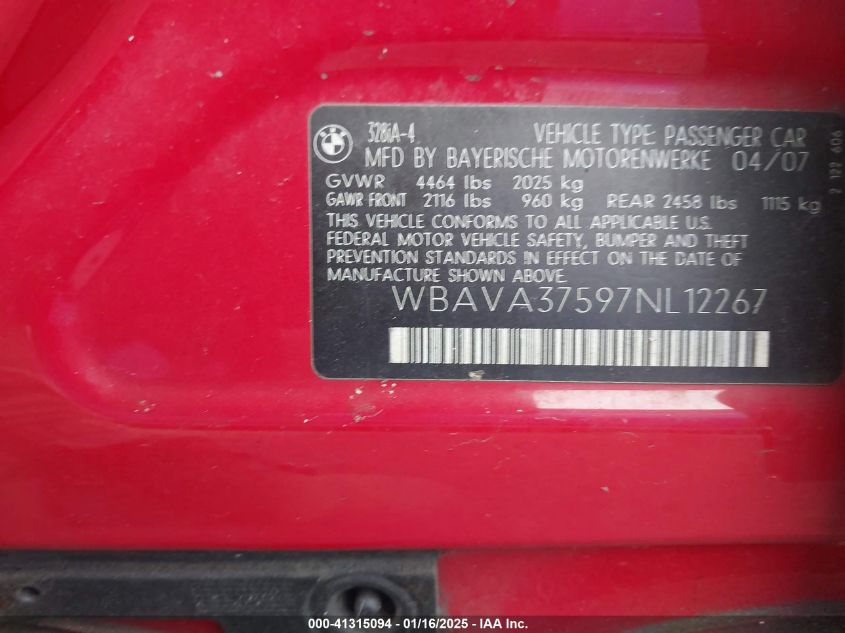 328iA-4 VEHICLE TYPE: PASSENGER CAR
MFD BY BAYERISCHE MOTORENWERKE 04/07
GVWR 4464 lbs 2025 kg
GAWR FRONT 2116 lbs 960 kg REAR 2458 lbs 1115 kg
THIS VEHICLE CONFORMS TO ALL APPLICABLE U.S.
FEDERAL MOTOR VEHICLE SAFETY, BUMPER AND THEFT
PREVENTION STANDARDS IN EFFECT ON THE DATE OF
MANUFACTURE SHOWN ABOVE.
WBAVA37597NL12267
2 122 606
000-41315094 — 01/16/2025 — IAA Inc.